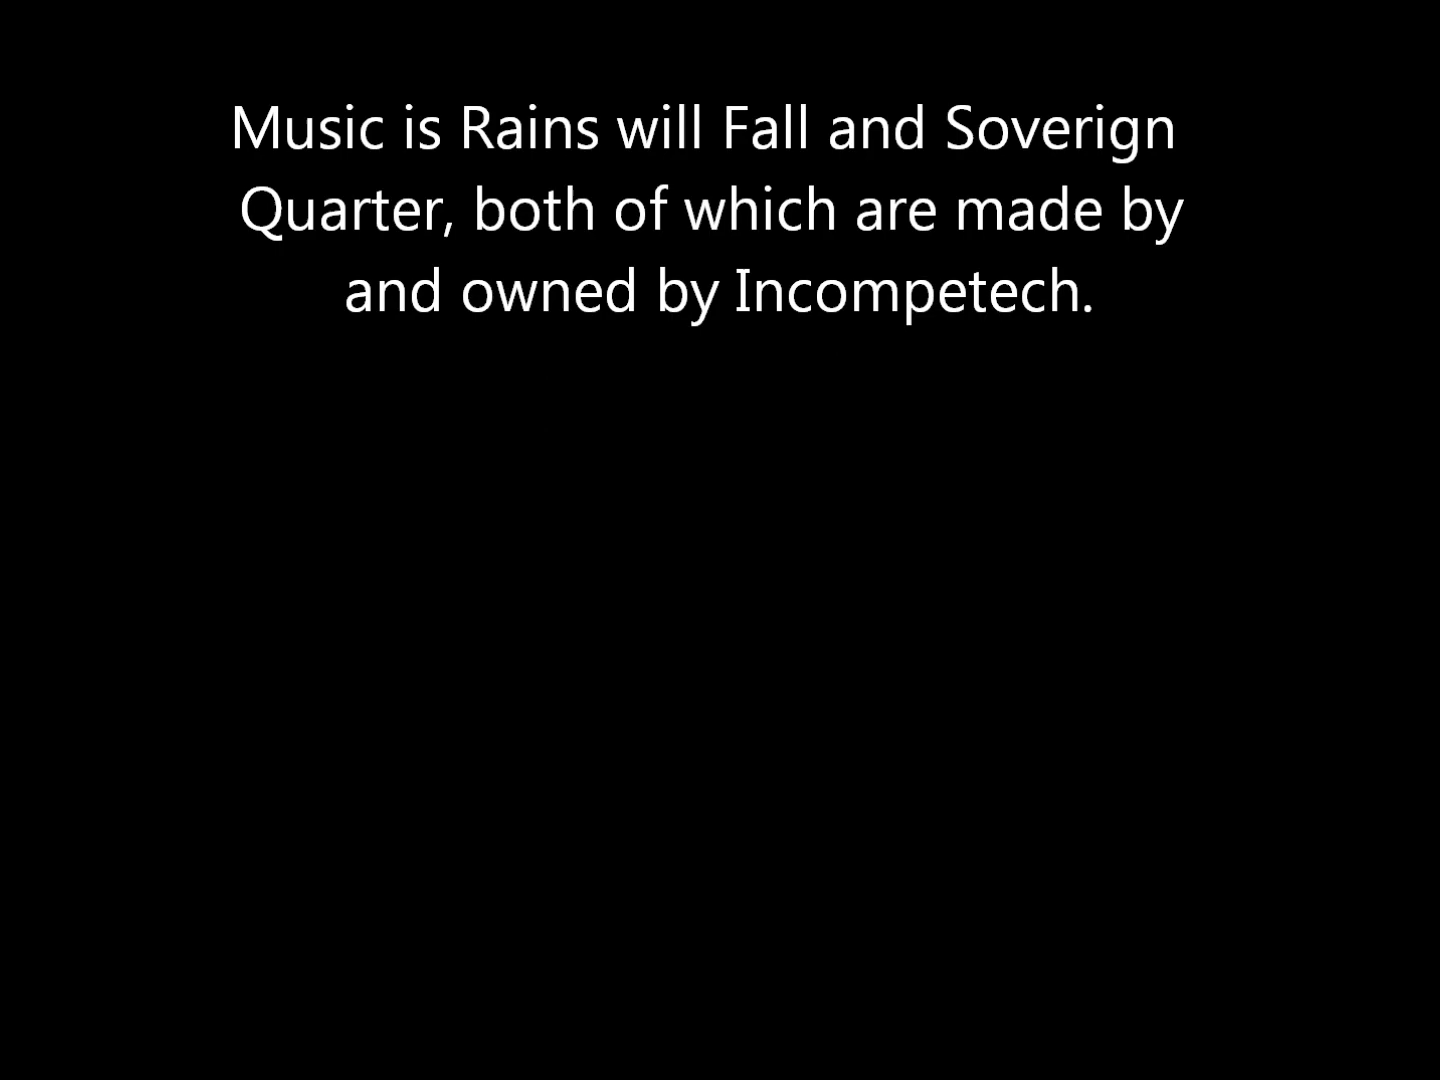 Music is Rains will Fall and Soverign
Quarter, both of which are made by
and owned by Incompetech.